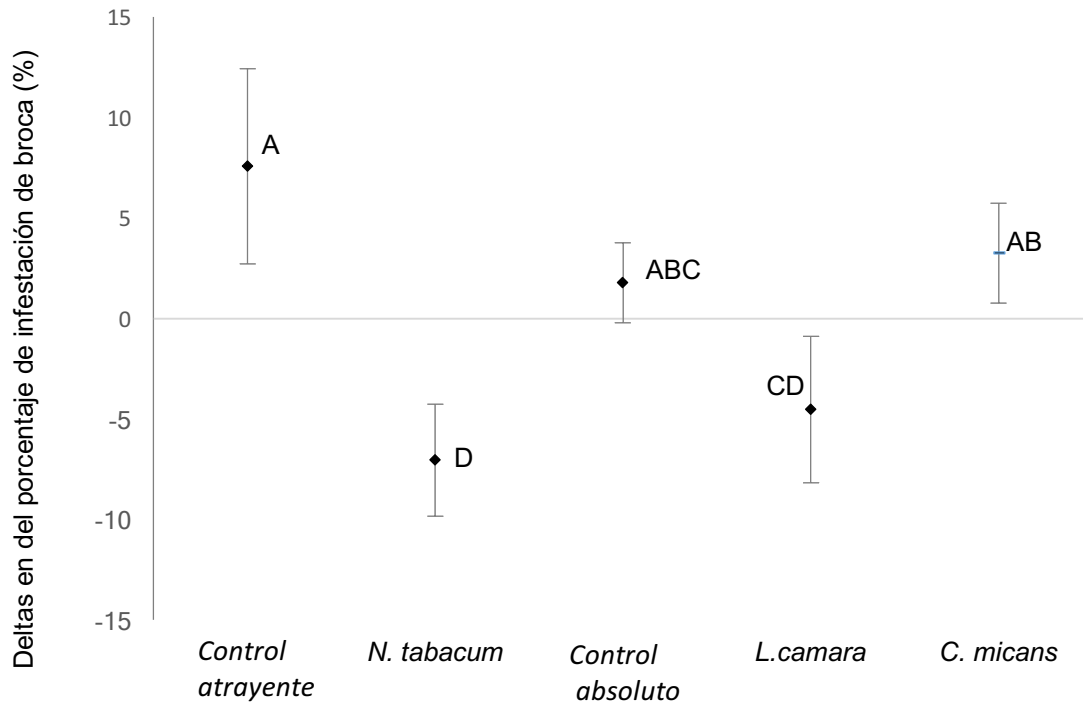 Deltas en del porcentaje de infestación de broca (%)
15
10
5
0
-5
-10
-15
A
D
ABC
CD
AB
Control
atrayente
N. tabacum
Control
absoluto
L.camara
C. micans